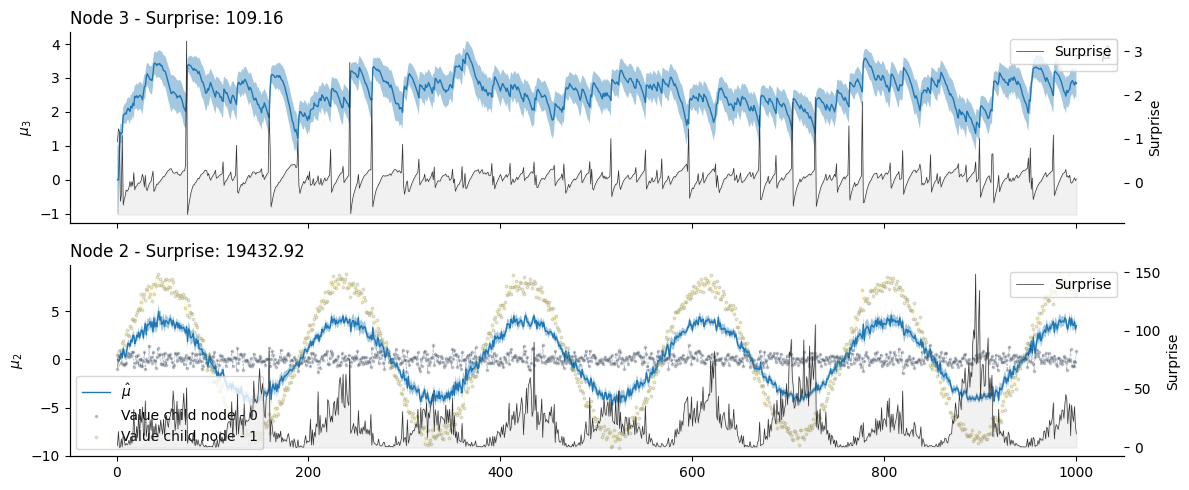 Node 3 - Surprise: 109.16
4
3
2
1
0
−1
μ3
Surprise
3
2
1
0
Surprise
Node 2 - Surprise: 19432.92
5
0
−5
−10
μ2
μ̂
Value child node - 0
Value child node - 1
Surprise
150
100
50
0
Surprise
0 200 400 600 800 1000